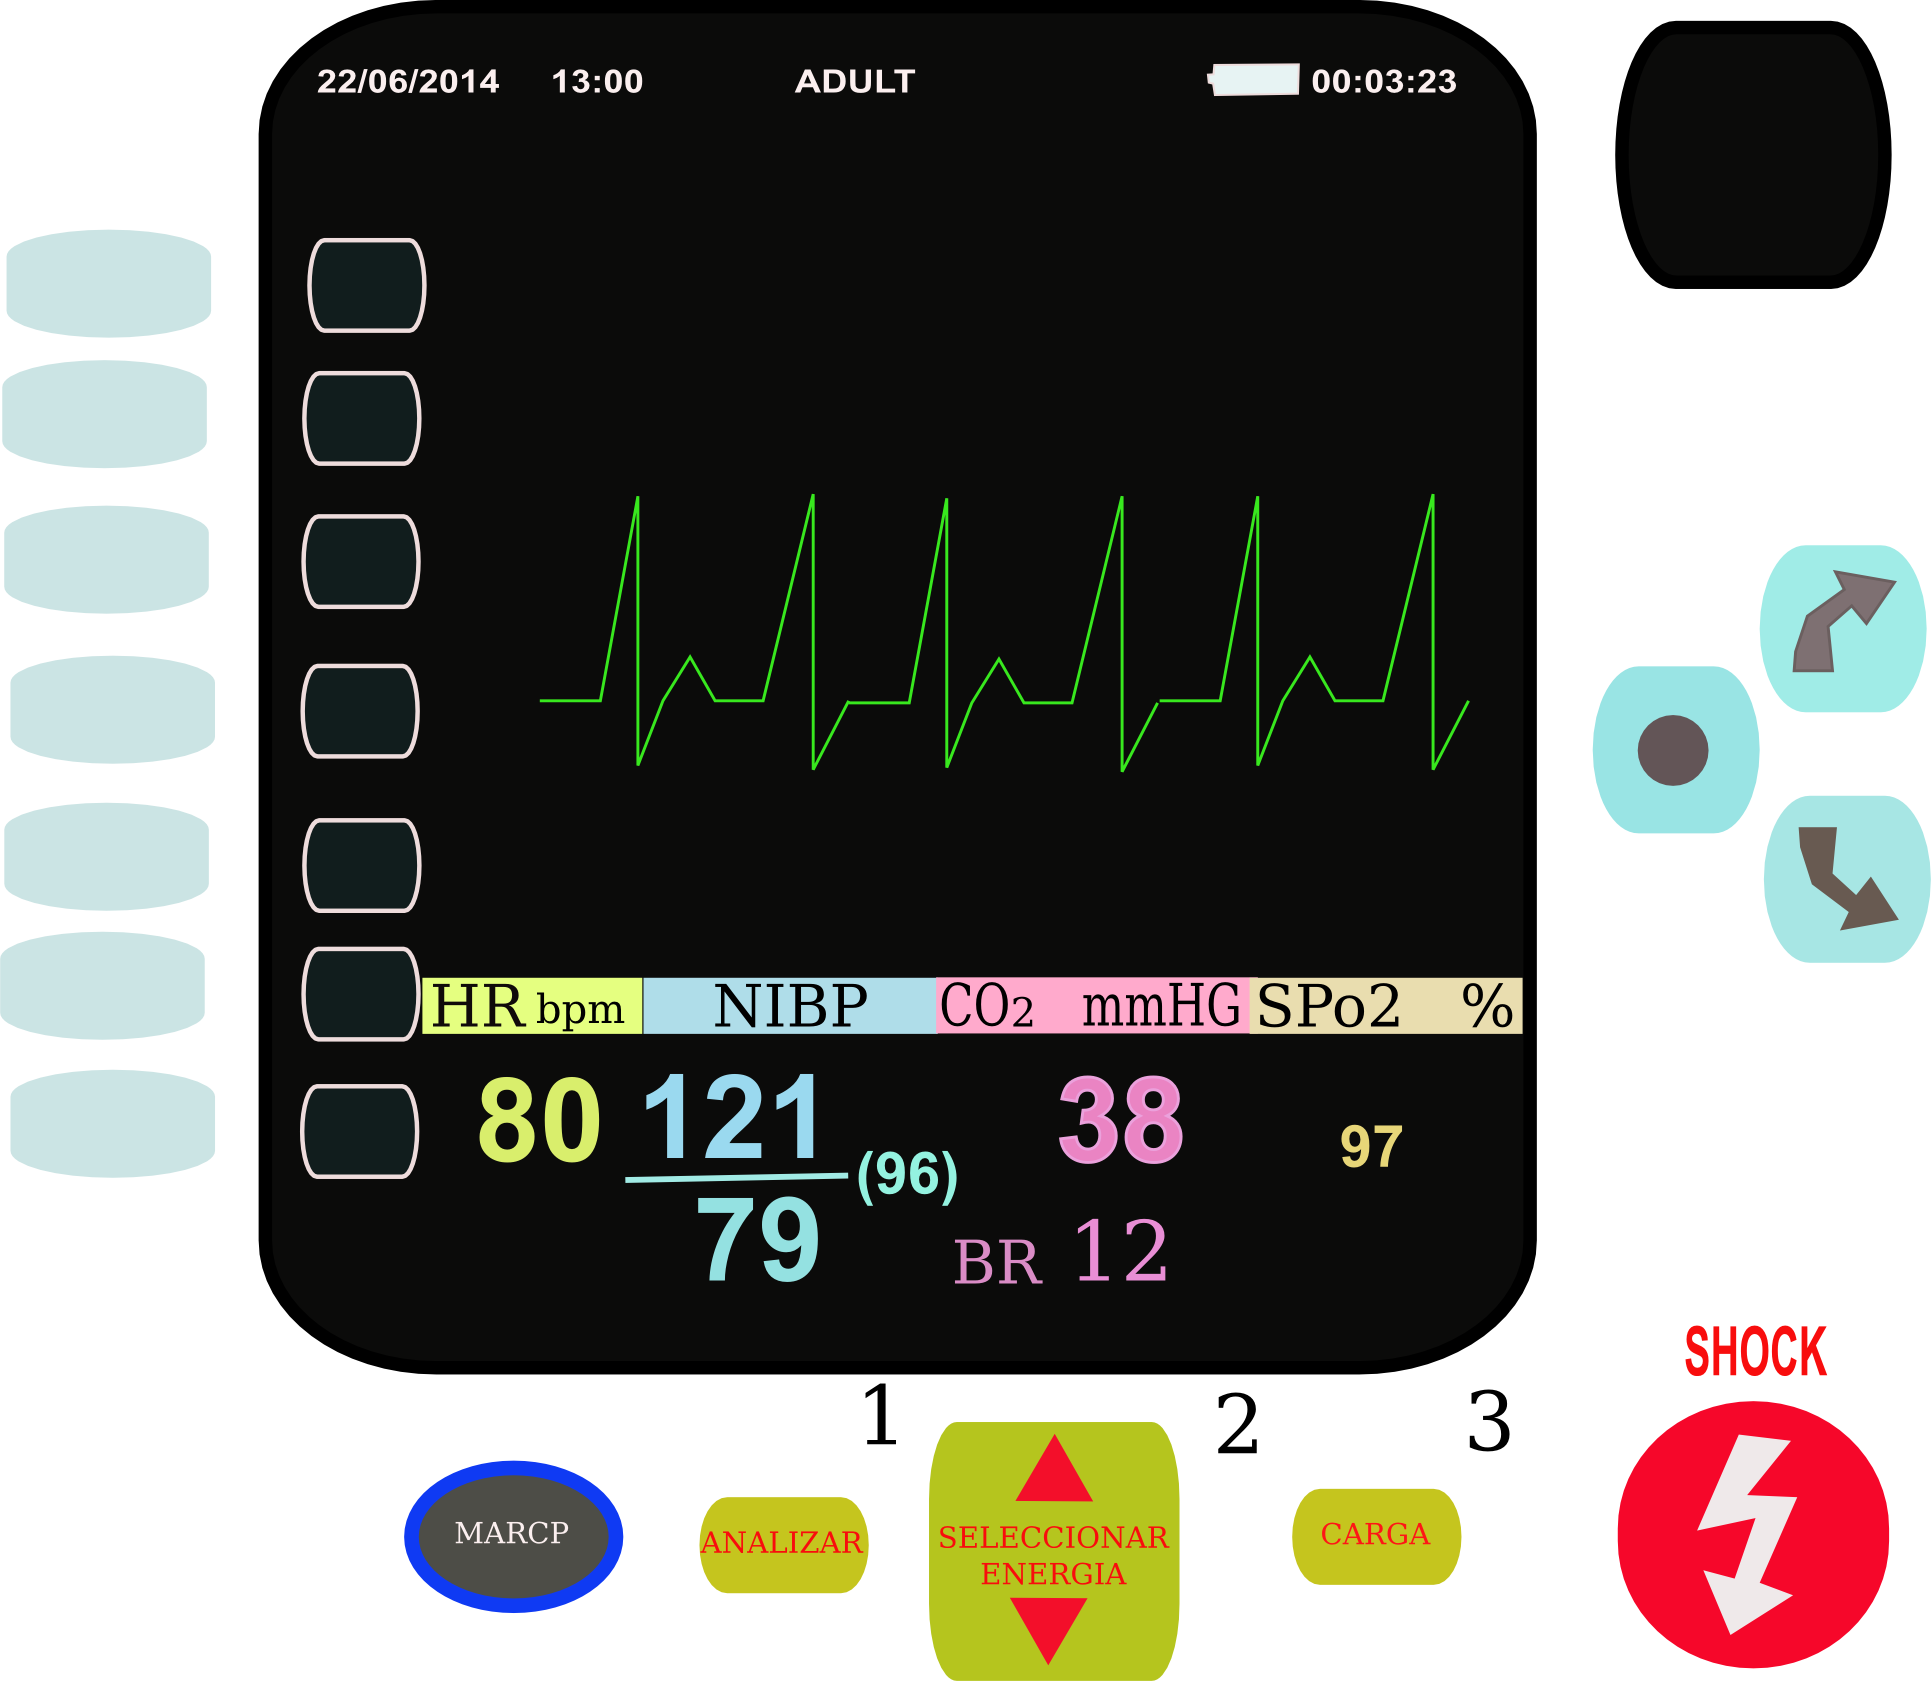 22/06/2014 13:00 ADULT 00:03:23
HR bpm NIBP CO2 mmHG SPo2 %
80 121 38 97
(96)
79
BR 12
SHOCK
1 2 3
MARCP ANALIZAR SELECCIONAR CARGA
ENERGIA